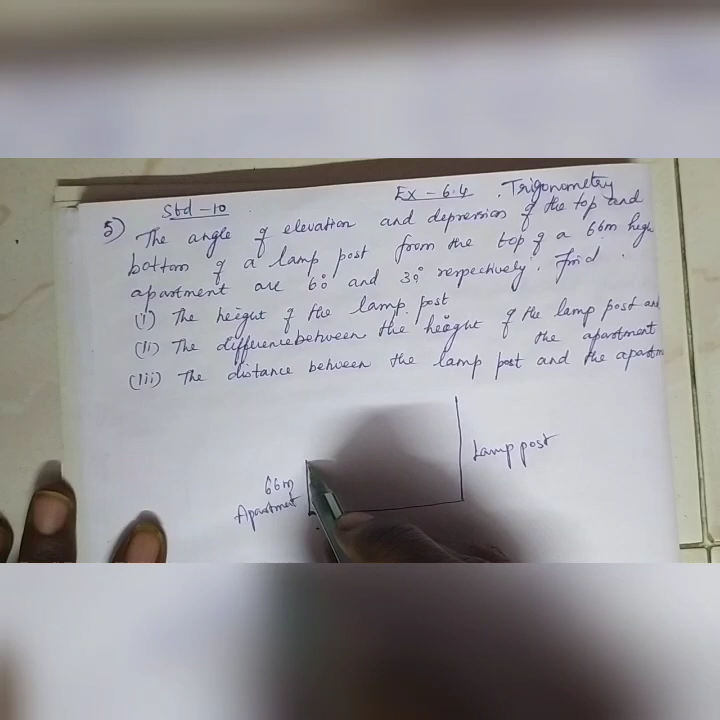 Std -10 Ex - 6.4 . Trigonometry
5) The angle of elevation and depression of the top and
bottom of a lamp post from the top of a 66m high
apartment are 60° and 30° respectively. Find .
(i) The height of the lamp post
(ii) The difference between the height of the lamp post and
the apartment
(iii) The distance between the lamp post and the apartm
66m
Apartment
Lamp post